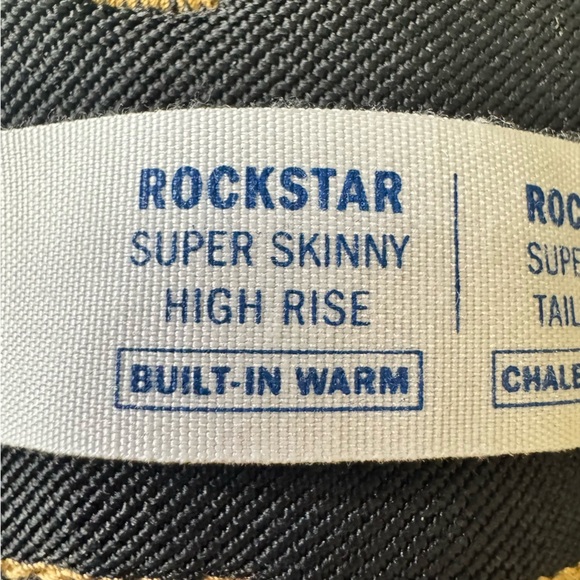 ROCKSTAR
SUPER SKINNY
HIGH RISE
BUILT-IN WARM